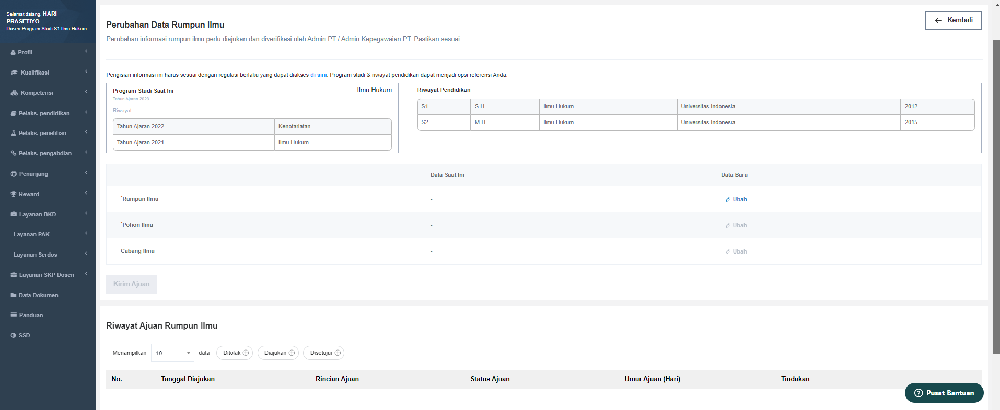 Selamat datang, HARI
PRASETIYO
Dosen Program Studi S1 Ilmu Hukum
Profil
Kualifikasi
Kompetensi
Pelaks. pendidikan
Pelaks. penelitian
Pelaks. pengabdian
Penunjang
Reward
Layanan BKD
Layanan PAK
Layanan Serdos
Layanan SKP Dosen
Data Dokumen
Panduan
SSD
Perubahan Data Rumpun Ilmu
Kembali
Perubahan informasi rumpun ilmu perlu diajukan dan diverifikasi oleh Admin PT / Admin Kepegawaian PT. Pastikan sesuai.
Pengisian informasi ini harus sesuai dengan regulasi berlaku yang dapat diakses di sini. Program studi & riwayat pendidikan dapat menjadi opsi referensi Anda.
Program Studi Saat Ini Ilmu Hukum
Tahun Ajaran 2023
Riwayat
Tahun Ajaran 2022 Kenotariatan
Tahun Ajaran 2021 Ilmu Hukum
Riwayat Pendidikan
S1 S.H. Ilmu Hukum Universitas Indonesia 2012
S2 M.H Ilmu Hukum Universitas Indonesia 2015
Data Saat Ini Data Baru
*Rumpun Ilmu - Ubah
*Pohon Ilmu - Ubah
Cabang Ilmu - Ubah
Kirim Ajuan
Riwayat Ajuan Rumpun Ilmu
Menampilkan 10 data Ditolak Diajukan Disetujui
No. Tanggal Diajukan Rincian Ajuan Status Ajuan Umur Ajuan (Hari) Tindakan
Pusat Bantuan